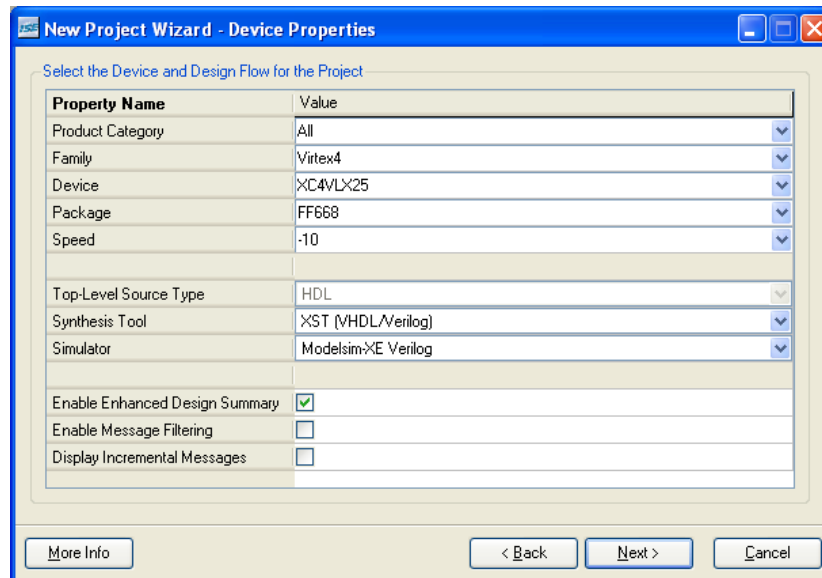 ISE New Project Wizard - Device Properties
Select the Device and Design Flow for the Project
Property Name Value
Product Category All
Family Virtex4
Device XC4VLX25
Package FF668
Speed -10
Top-Level Source Type HDL
Synthesis Tool XST (VHDL/Verilog)
Simulator Modelsim-XE Verilog
Enable Enhanced Design Summary
Enable Message Filtering
Display Incremental Messages
More Info < Back Next > Cancel